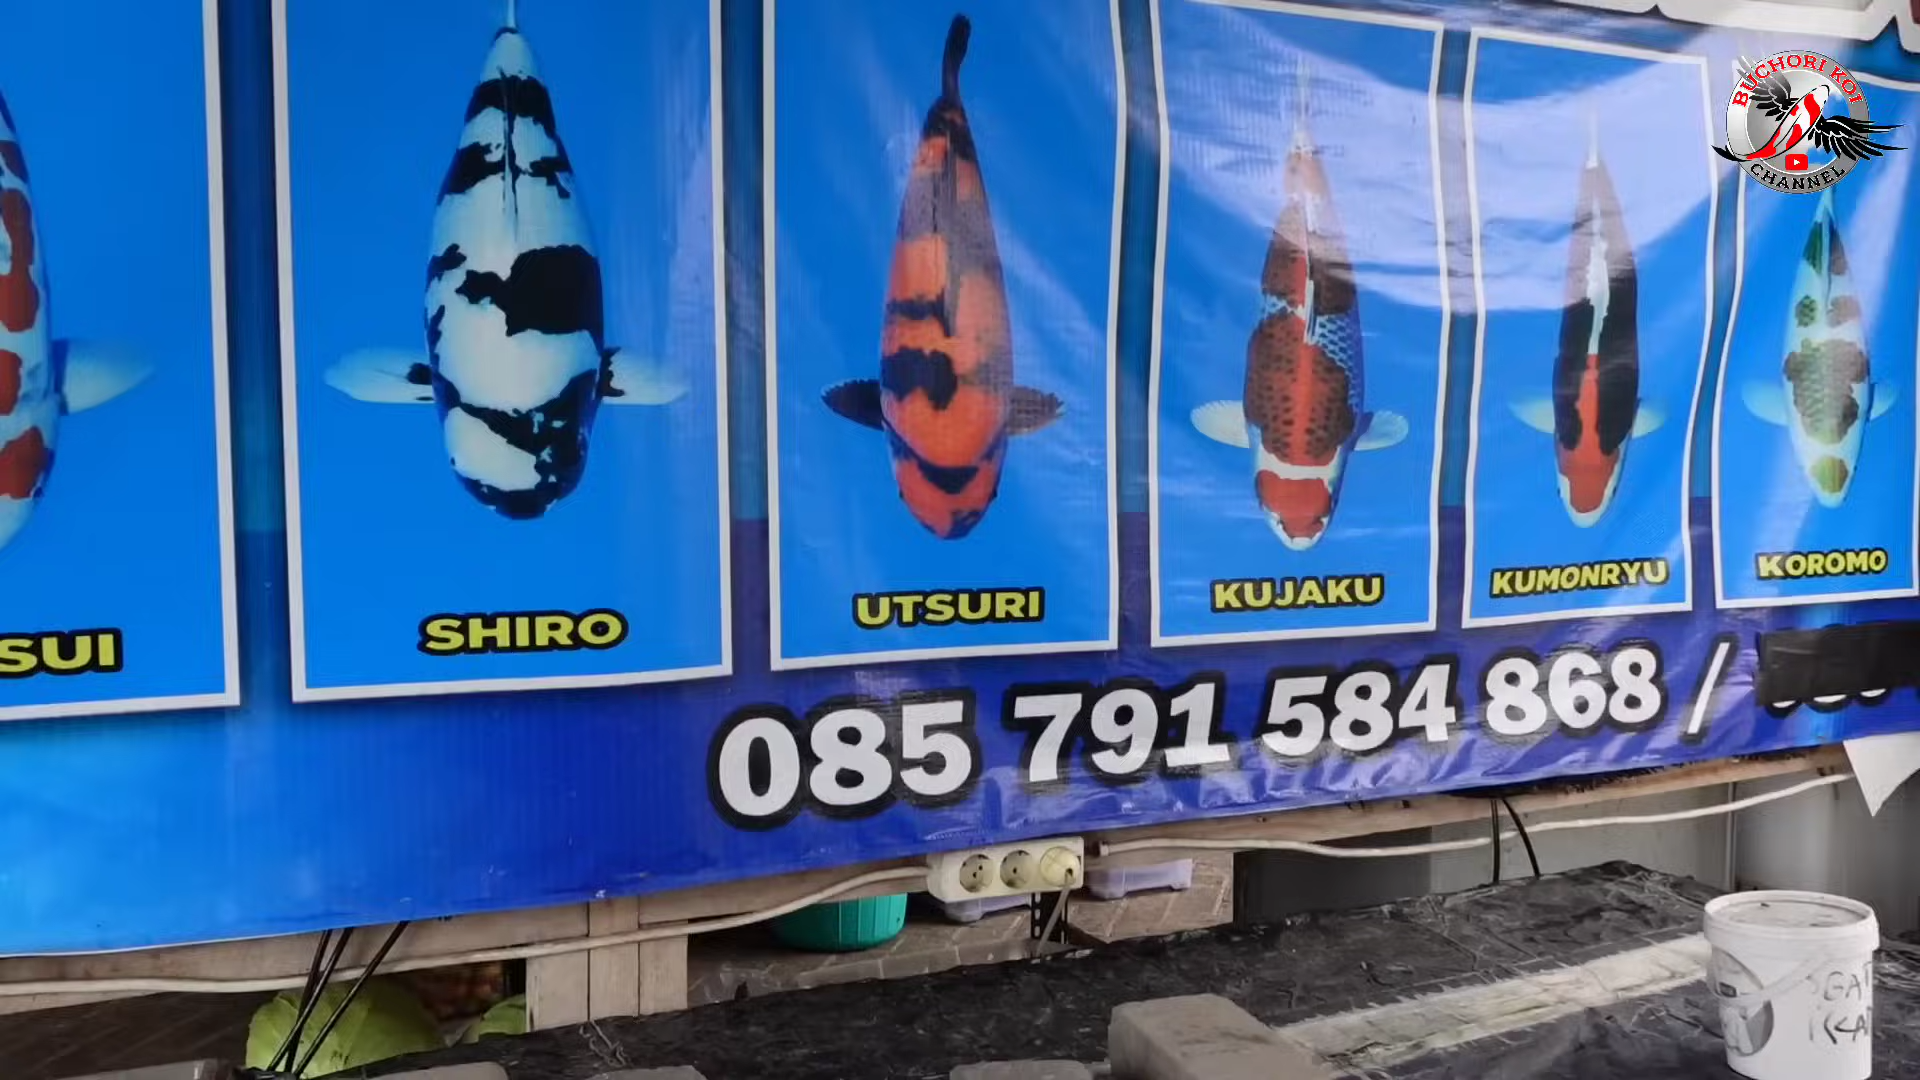 BUCHORI KOI
CHANNEL
SUI
SHIRO
UTSURI
KUJAKU
KUMONRYU
KOROMO
085 791 584 868 /